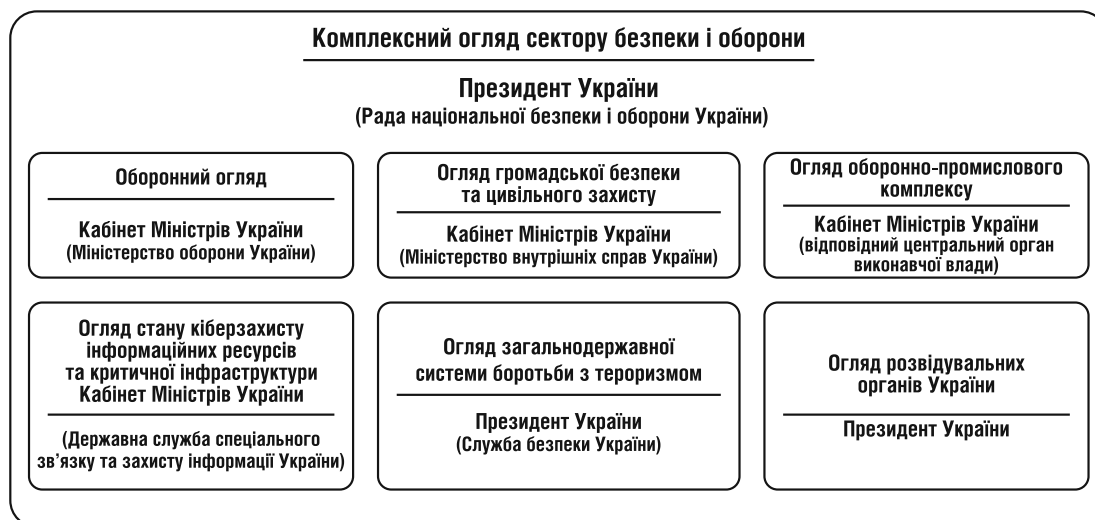 Комплексний огляд сектору безпеки і оборони
Президент України
(Рада національної безпеки і оборони України)
Оборонний огляд
Кабінет Міністрів України
(Міністерство оборони України)
Огляд громадської безпеки
та цивільного захисту
Кабінет Міністрів України
(Міністерство внутрішніх справ України)
Огляд оборонно-промислового
комплексу
Кабінет Міністрів України
(відповідний центральний орган
виконавчої влади)
Огляд стану кіберзахисту
інформаційних ресурсів
та критичної інфраструктури
Кабінет Міністрів України
(Державна служба спеціального
зв’язку та захисту інформації України)
Огляд загальнодержавної
системи боротьби з тероризмом
Президент України
(Служба безпеки України)
Огляд розвідувальних
органів України
Президент України